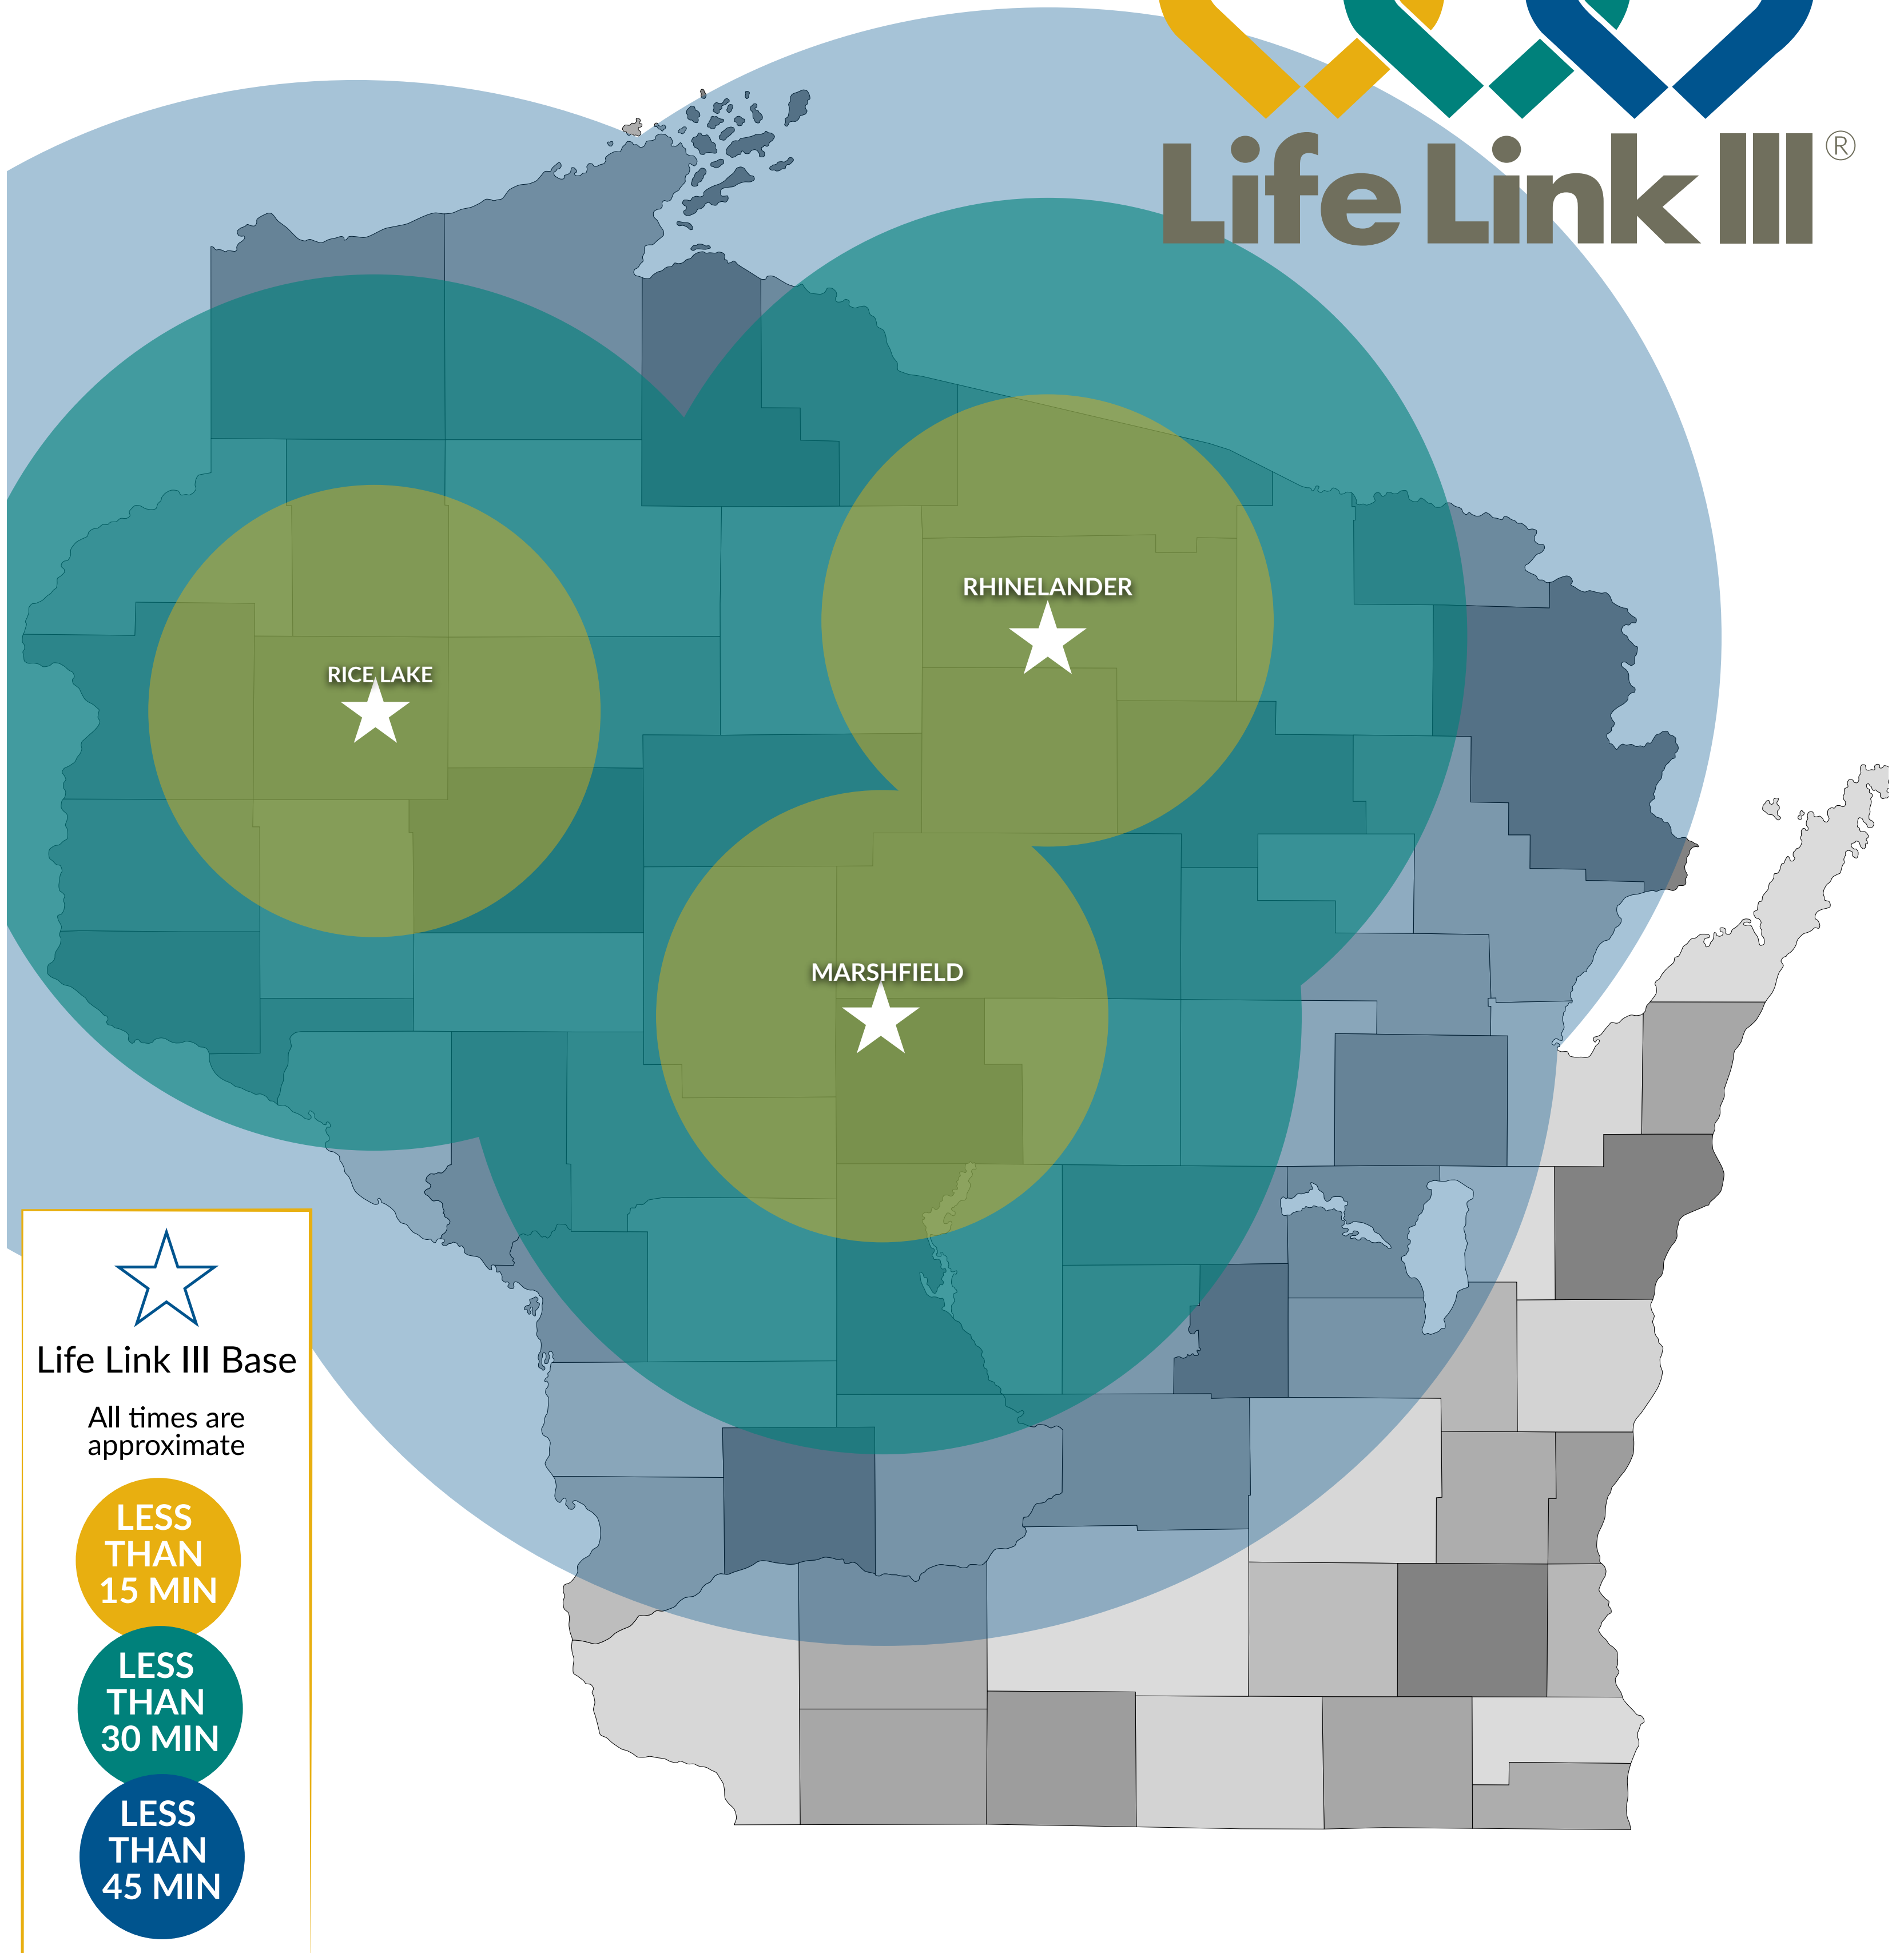 Life Link III ®
RHINELANDER
RICE LAKE
MARSHFIELD
Life Link III Base
All times are
approximate
LESS
THAN
15 MIN
LESS
THAN
30 MIN
LESS
THAN
45 MIN